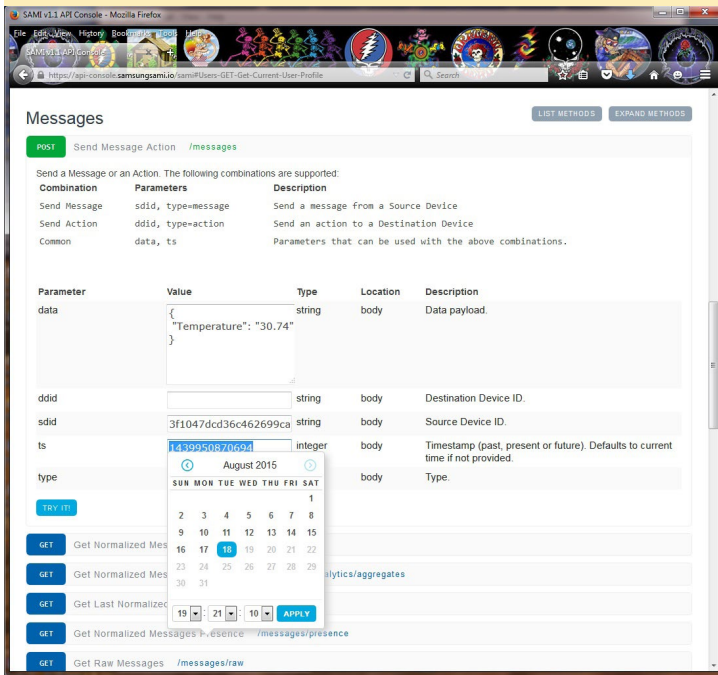 SAMI v1.1 API Console - Mozilla Firefox
File Edit View History Bookmarks Tools Help
SAMI v1.1 API Console
https://api-console.samsungsami.io/sami#Users-GET-Get-Current-User-Profile Search
Messages LIST METHODS EXPAND METHODS
POST Send Message Action /messages
Send a Message or an Action. The following combinations are supported:
Combination Parameters Description
Send Message sdid, type=message Send a message from a Source Device
Send Action ddid, type=action Send an action to a Destination Device
Common data, ts Parameters that can be used with the above combinations.
Parameter Value Type Location Description
data { string body Data payload.
"Temperature": "30.74"
}
ddid string body Destination Device ID.
sdid 3f1047dcd36c462699ca string body Source Device ID.
ts 1439950870694 integer body Timestamp (past, present or future). Defaults to current
time if not provided.
type body Type.
August 2015
SUN MON TUE WED THU FRI SAT
1
2 3 4 5 6 7 8
9 10 11 12 13 14 15
16 17 18 19 20 21 22
23 24 25 26 27 28 29
30 31
19 : 21 : 10 APPLY
TRY IT!
GET Get Normalized Mes
GET Get Normalized Mes alytics/aggregates
GET Get Last Normalized
GET Get Normalized Messages Presence /messages/presence
GET Get Raw Messages /messages/raw